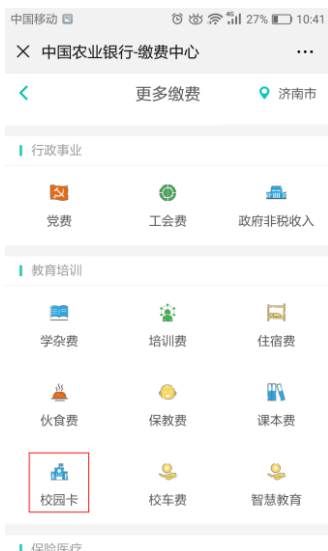 中国移动 27% 10:41
中国农业银行-缴费中心
更多缴费 济南市
行政事业
党费 工会费 政府非税收入
教育培训
学杂费 培训费 住宿费
伙食费 保教费 课本费
校园卡 校车费 智慧教育
保险医疗